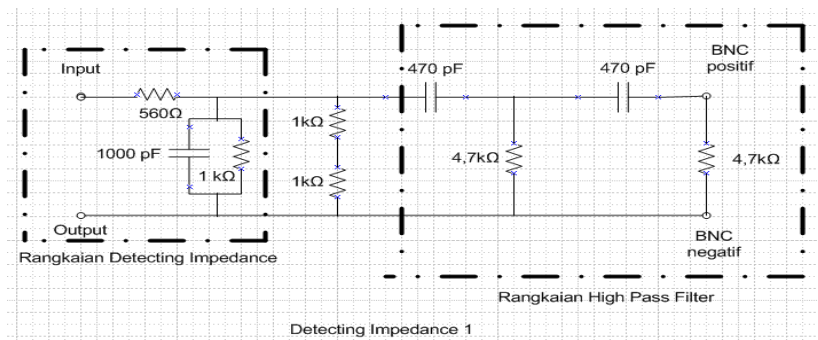 Input
560Ω
1000 pF
1 kΩ
Output
Rangkaian Detecting Impedance
1kΩ
1kΩ
470 pF
470 pF
BNC
positif
4,7kΩ
4,7kΩ
BNC
negatif
Rangkaian High Pass Filter
Detecting Impedance 1